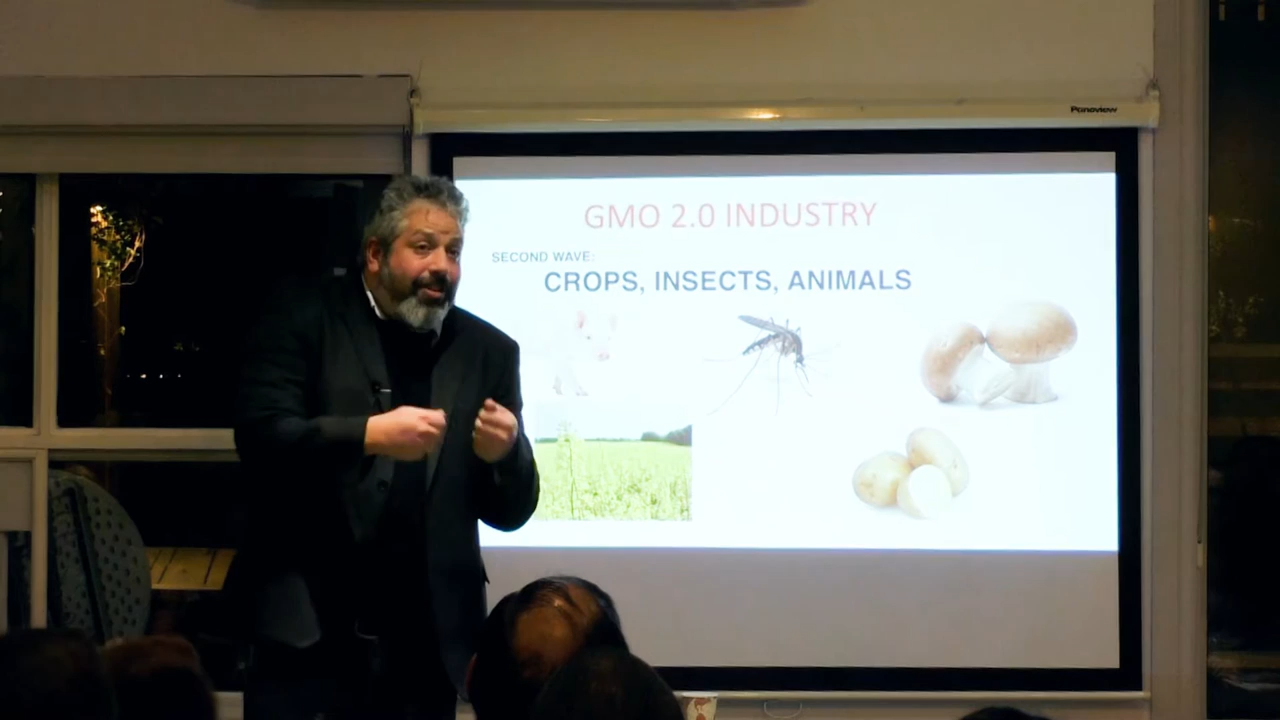 Panoview
GMO 2.0 INDUSTRY
SECOND WAVE:
CROPS, INSECTS, ANIMALS